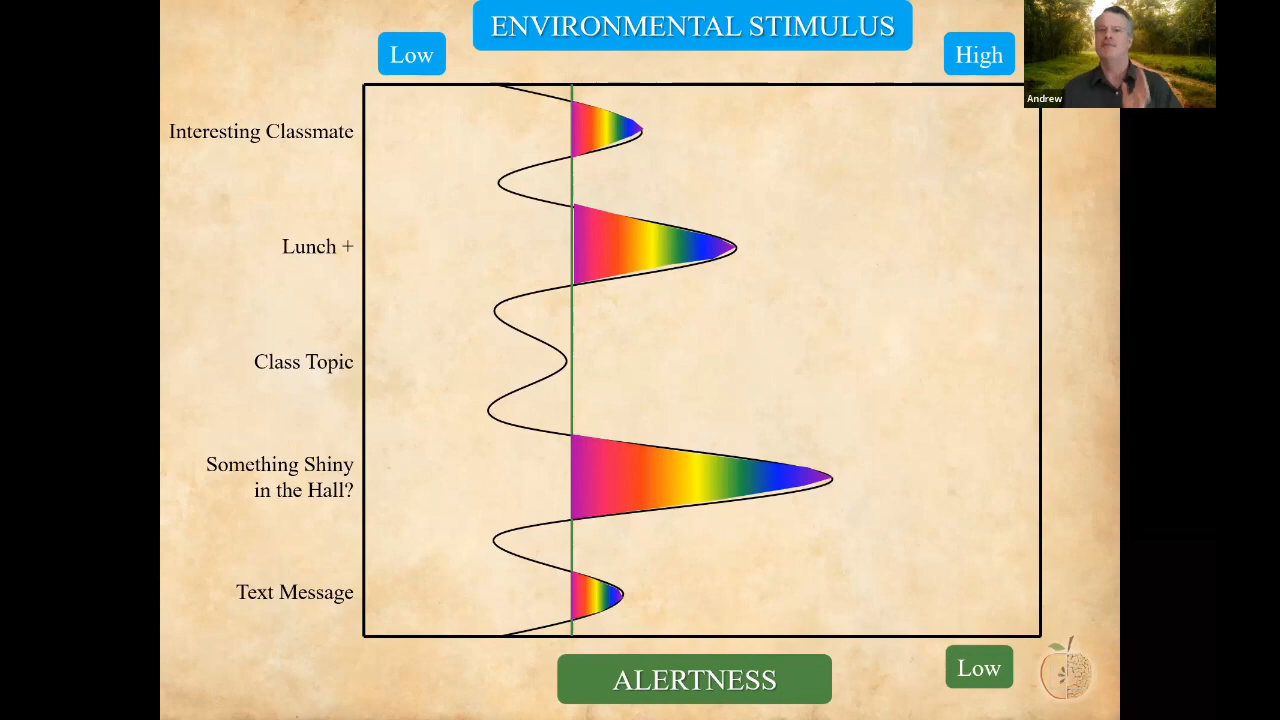 ENVIRONMENTAL STIMULUS
Low
High
Andrew
Interesting Classmate
Lunch +
Class Topic
Something Shiny
in the Hall?
Text Message
ALERTNESS
Low